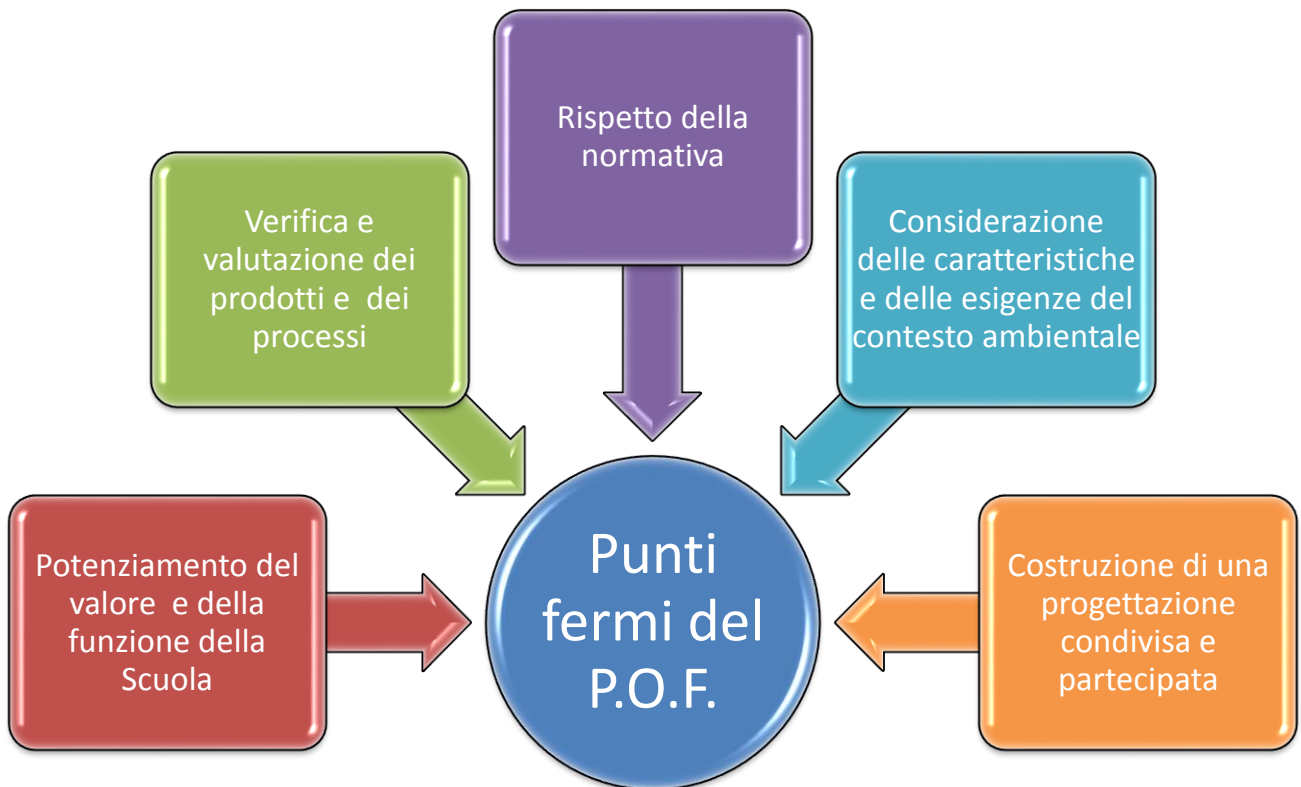 Rispetto della
normativa
Verifica e
valutazione dei
prodotti e dei
processi
Considerazione
delle caratteristiche
e delle esigenze del
contesto ambientale
Potenziamento del
valore e della
funzione della
Scuola
Punti
fermi del
P.O.F.
Costruzione di una
progettazione
condivisa e
partecipata